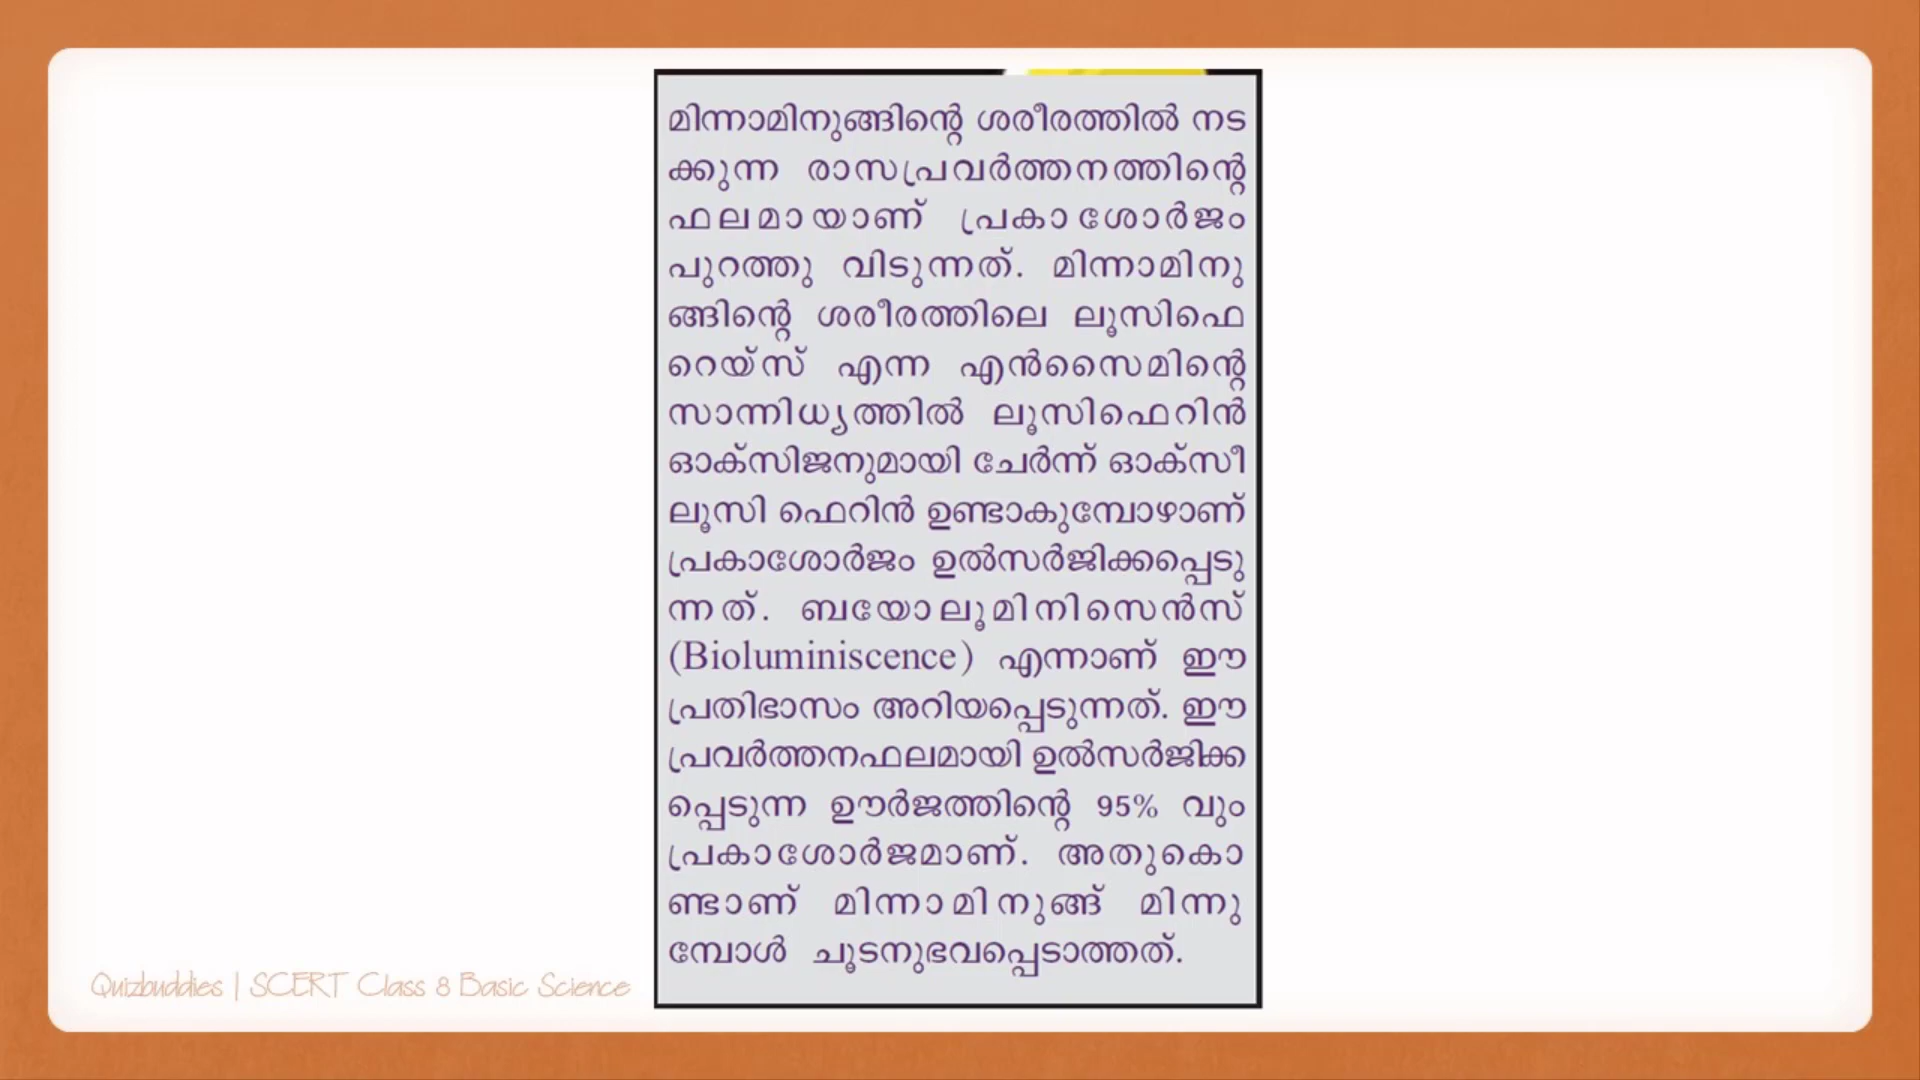 മിന്നാമിനുങ്ങിന്റെ ശരീരത്തിൽ നട
ക്കുന്ന രാസപ്രവർത്തനത്തിന്റെ
ഫലമായാണ് പ്രകാശോർജം
പുറത്തു വിടുന്നത്. മിന്നാമിനു
ങ്ങിന്റെ ശരീരത്തിലെ ലൂസിഫെ
റെയ്സ് എന്ന എൻസൈമിന്റെ
സാന്നിധ്യത്തിൽ ലൂസിഫെറിൻ
ഓക്സിജനുമായി ചേർന്ന് ഓക്സീ
ലൂസി ഫെറിൻ ഉണ്ടാകുമ്പോഴാണ്
പ്രകാശോർജം ഉൽസർജിക്കപ്പെടു
ന്നത്. ബയോലൂമിനിസെൻസ്
(Bioluminiscence) എന്നാണ് ഈ
പ്രതിഭാസം അറിയപ്പെടുന്നത്. ഈ
പ്രവർത്തനഫലമായി ഉൽസർജിക്ക
പ്പെടുന്ന ഊർജത്തിന്റെ 95% വും
പ്രകാശോർജമാണ്. അതുകൊ
ണ്ടാണ് മിന്നാമിനുങ്ങ് മിന്നു
മ്പോൾ ചൂടനുഭവപ്പെടാത്തത്.
Quizbuddies | SCERT Class 8 Basic Science